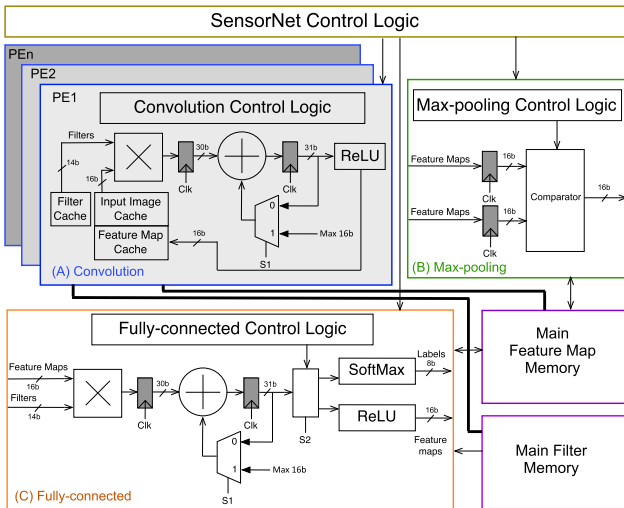 SensorNet Control Logic
PEn
PE2
PE1
Convolution Control Logic
Filters
14b
16b
30b
31b
ReLU
Clk
Clk
Filter
Cache
Input Image
Cache
Feature Map
Cache
16b
0
1
Max 16b
S1
(A) Convolution
Max-pooling Control Logic
Feature Maps
16b
Clk
Feature Maps
16b
Clk
Comparator
16b
(B) Max-pooling
Fully-connected Control Logic
Feature Maps
16b
Filters
14b
30b
31b
Clk
Clk
SoftMax
Labels
8b
ReLU
16b
Feature
maps
S2
0
1
Max 16b
S1
(C) Fully-connected
Main
Feature Map
Memory
Main Filter
Memory